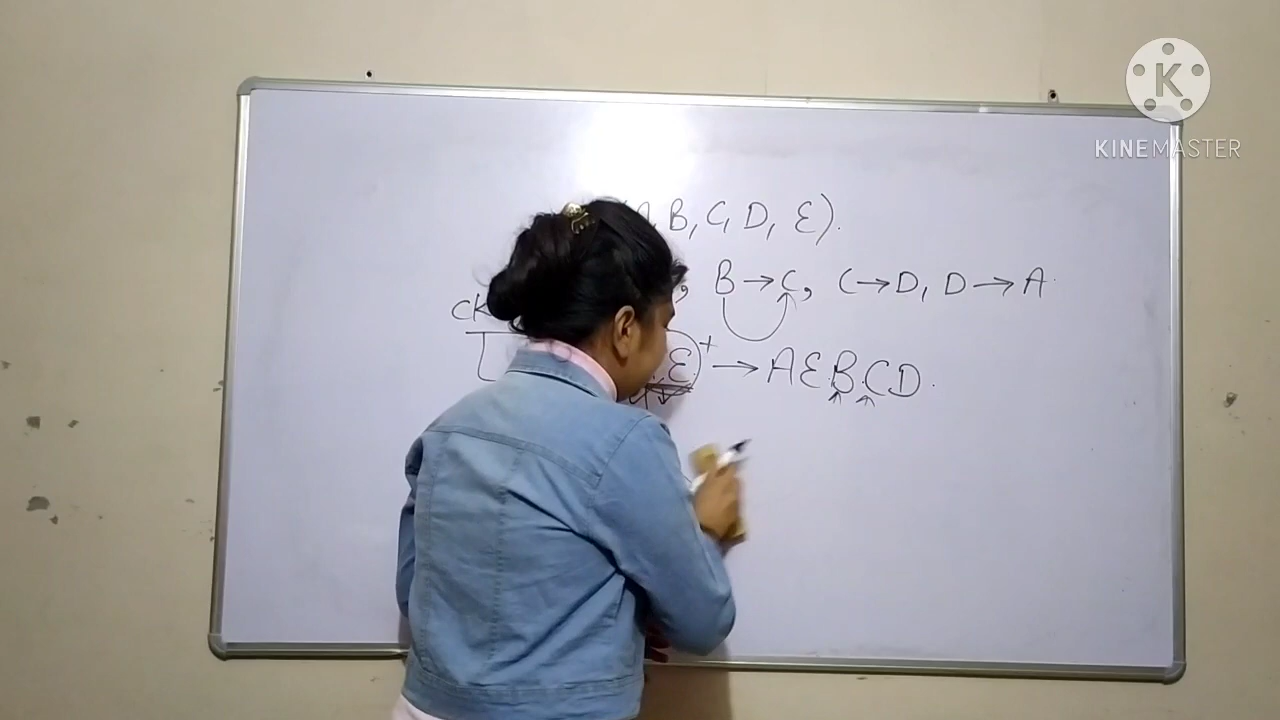 K
KINEMASTER
A, B, C, D, E).
, B → C, C → D, D → A
CK
E)⁺ → AEBCD.